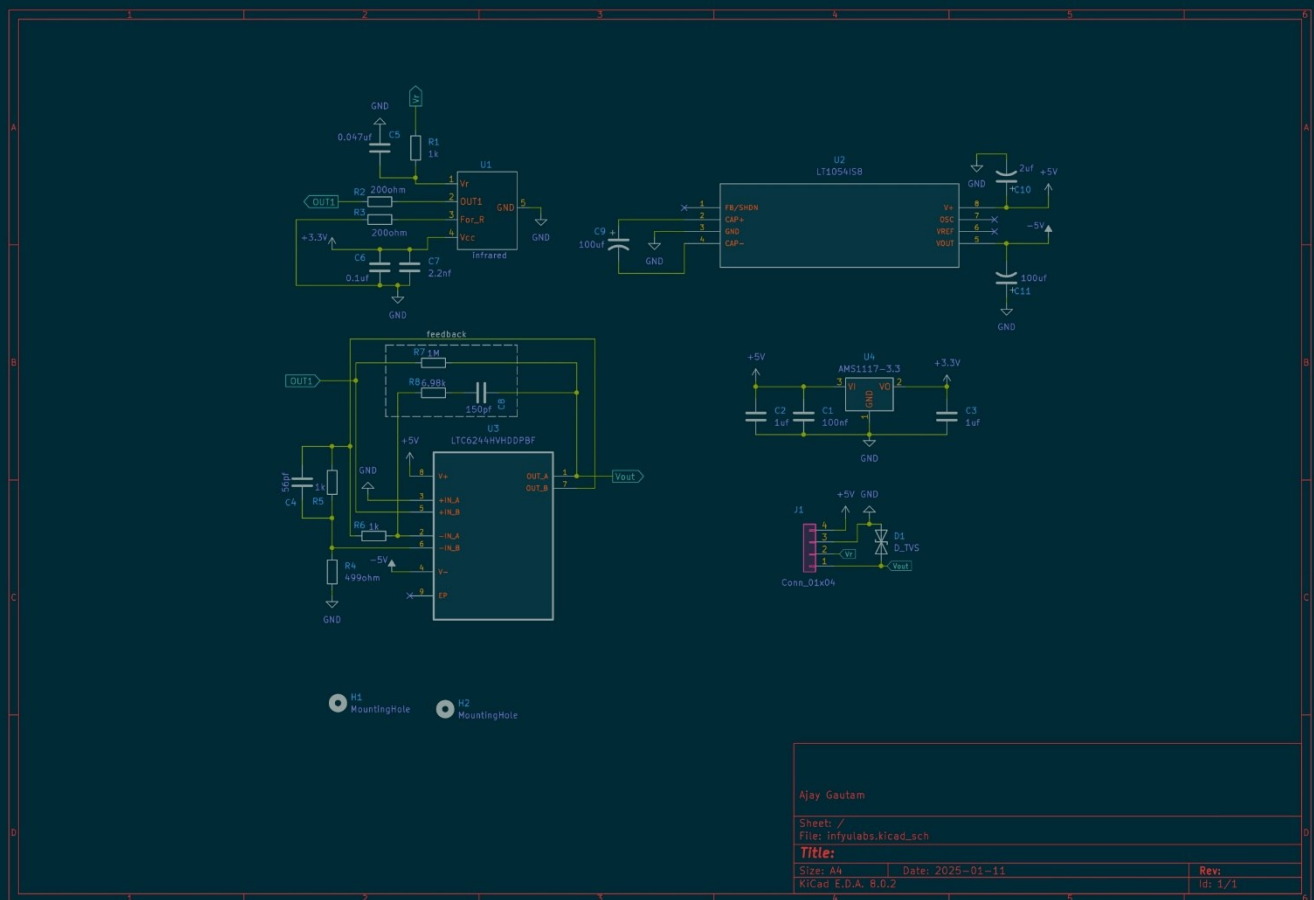 1 2 3 4 5 6
A
B
C
D
Vr
GND
0.047uf C5
R1
1k
U1
1 Vr
2 OUT1
3 For_R
4 Vcc
GND 5
Infrared
GND
OUT1
R2 200ohm
R3
200ohm
+3.3V
C6
0.1uf
C7
2.2nf
GND
U2
LT1054IS8
1 FB/SHDN
2 CAP+
3 GND
4 CAP-
V+ 8
OSC 7
VREF 6
VOUT 5
C9 +
100uf
GND
GND
2uf
+C10
+5V
-5V
100uf
+C11
GND
feedback
R7 1M
R8 6.98k
150pf
C8
OUT1
U3
LTC6244HVHDDPBF
+5V
8 V+
3 +IN_A
5 +IN_B
2 -IN_A
6 -IN_B
4 V-
9 EP
OUT_A 1
OUT_B 7
Vout
GND
56pf
C4
1k
R5
R6 1k
-5V
R4
499ohm
GND
+5V
U4
AMS1117-3.3
+3.3V
3 VI
VO 2
GND
1
C2
1uf
C1
100nf
C3
1uf
GND
J1
+5V GND
4
3
2
1
Vr
Vout
D1
D_TVS
Conn_01x04
H1
MountingHole
H2
MountingHole
Ajay Gautam
Sheet: /
File: infyulabs.kicad_sch
Title:
Size: A4 Date: 2025-01-11 Rev:
KiCad E.D.A. 8.0.2 Id: 1/1
1 2 3 4 5 6
A
B
C
D